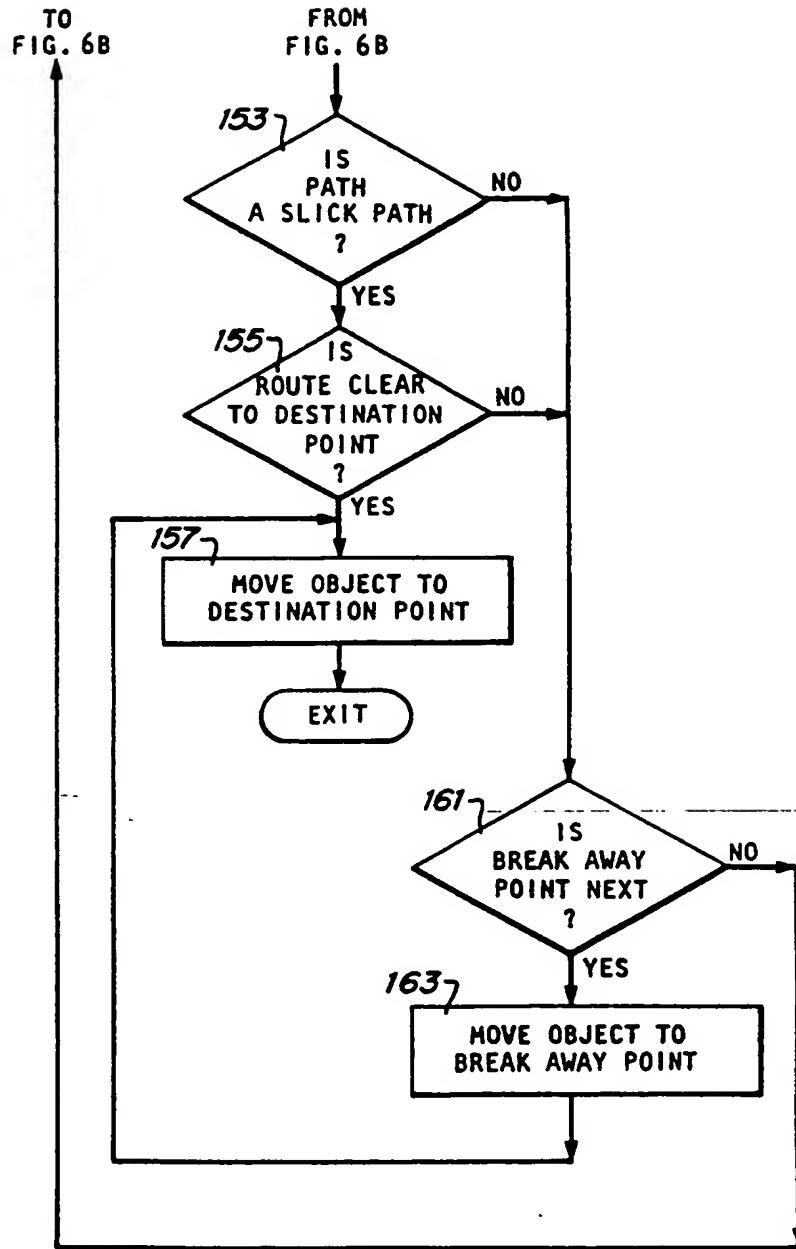 TO
FIG. 6B
FROM
FIG. 6B
153
IS
PATH
A SLICK PATH
?
NO
YES
155
IS
ROUTE CLEAR
TO DESTINATION
POINT
?
NO
YES
157
MOVE OBJECT TO
DESTINATION POINT
EXIT
161
IS
BREAK AWAY
POINT NEXT
?
NO
YES
163
MOVE OBJECT TO
BREAK AWAY POINT